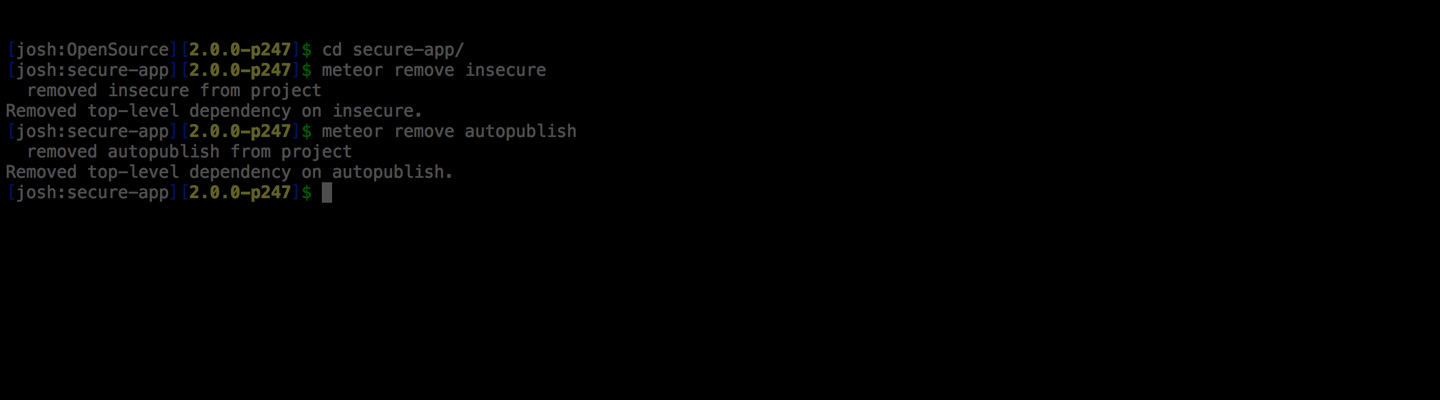 [josh:OpenSource][2.0.0-p247]$ cd secure-app/
[josh:secure-app][2.0.0-p247]$ meteor remove insecure
  removed insecure from project
Removed top-level dependency on insecure.
[josh:secure-app][2.0.0-p247]$ meteor remove autopublish
  removed autopublish from project
Removed top-level dependency on autopublish.
[josh:secure-app][2.0.0-p247]$